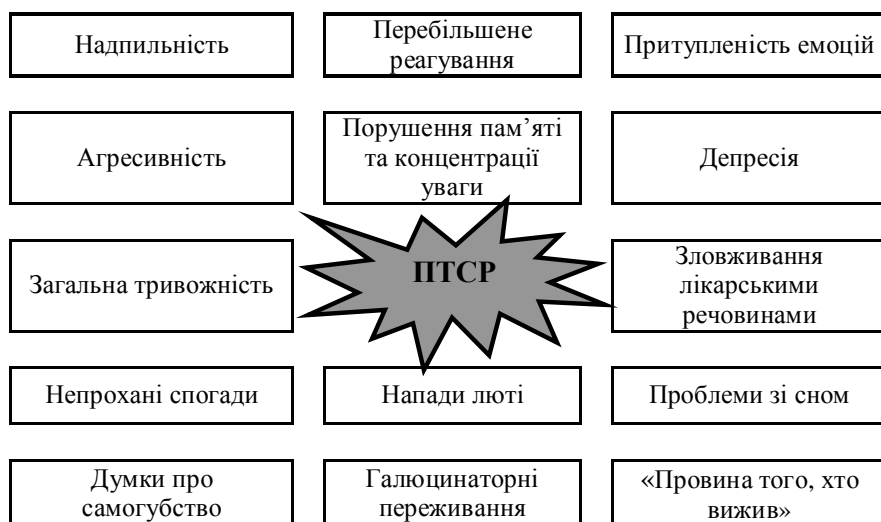 Надпильність
Перебільшене
реагування
Притупленість емоцій
Агресивність
Порушення пам’яті
та концентрації
уваги
Депресія
Загальна тривожність
ПТСР
Зловживання
лікарськими
речовинами
Непрохані спогади
Напади люті
Проблеми зі сном
Думки про
самогубство
Галюцинаторні
переживання
«Провина того, хто
вижив»